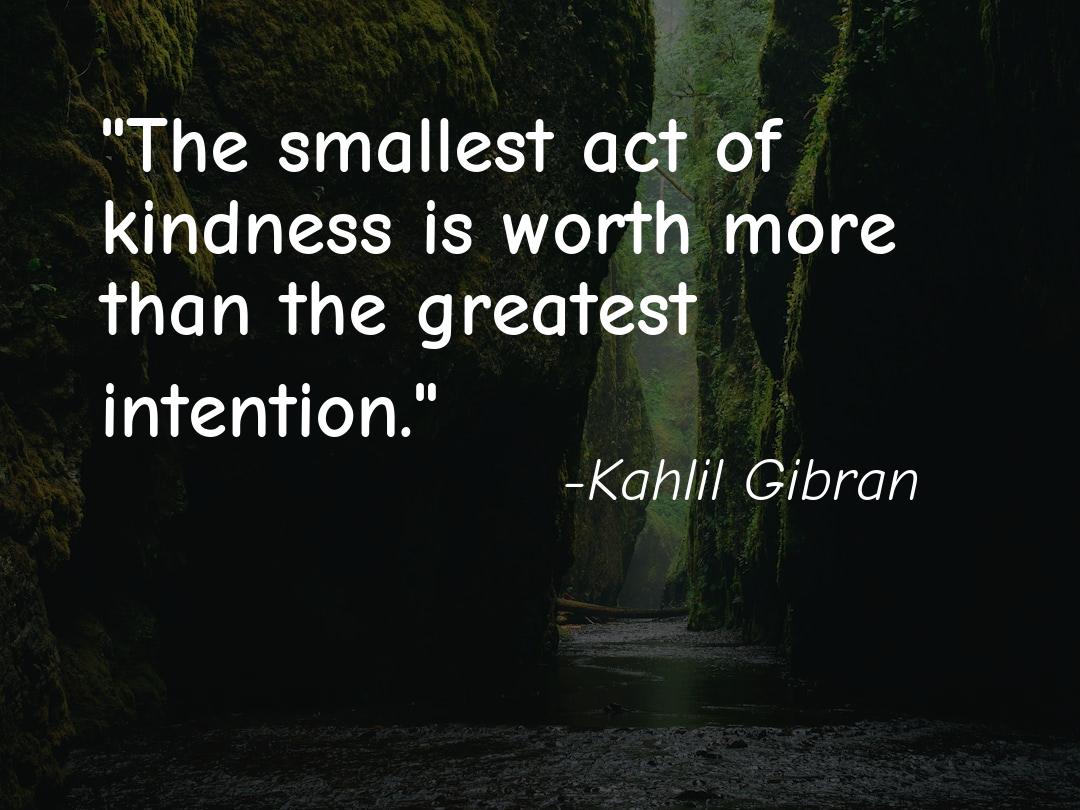 "The smallest act of
kindness is worth more
than the greatest
intention."
-Kahlil Gibran